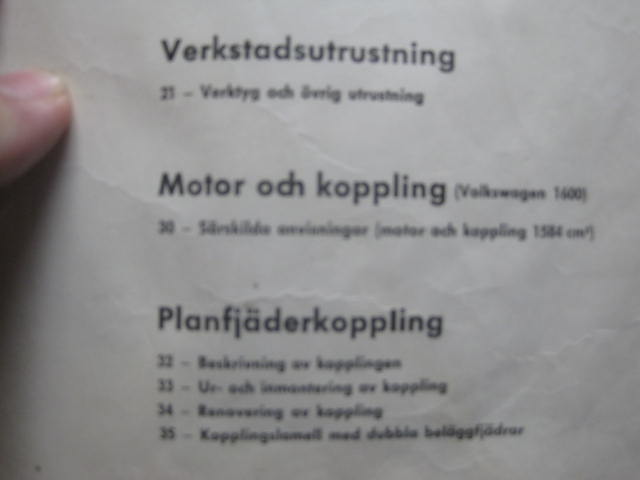 Verkstadsutrustning
21 – Verktyg och övrig utrustning
Motor och koppling (Volkswagen 1600)
30 – Särskilda anvisningar (motor och koppling 1584 cm³)
Planfjäderkoppling
32 – Beskrivning av kopplingen
33 – Ur- och inmontering av koppling
34 – Renovering av koppling
35 – Kopplingslamell med dubbla beläggfjädrar